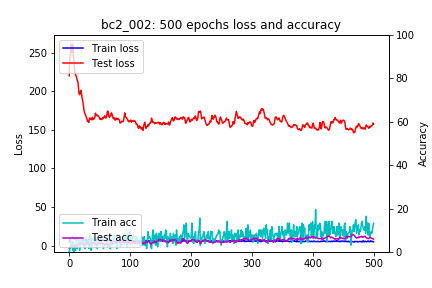 bc2_002: 500 epochs loss and accuracy
Train loss
Test loss
Train acc
Test acc
Loss
Accuracy
250
200
150
100
50
0
100
80
60
40
20
0
0 100 200 300 400 500